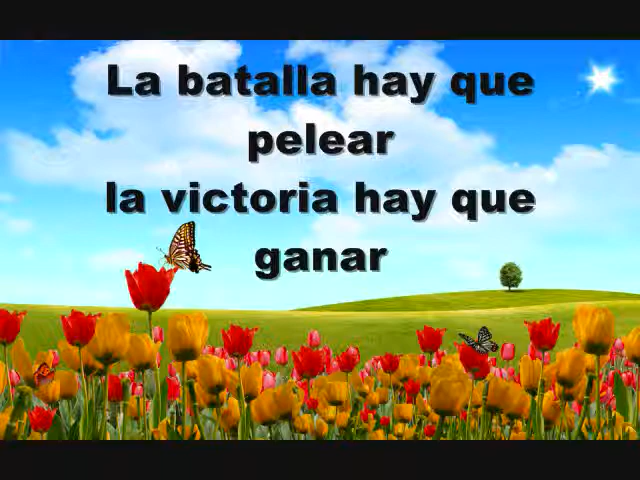 La batalla hay que
pelear
la victoria hay que
ganar